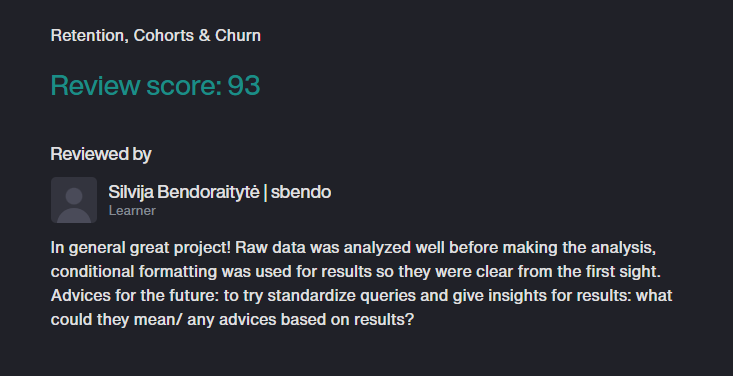 Retention, Cohorts & Churn
Review score: 93
Reviewed by
Silvija Bendoraitytė | sbendo
Learner
In general great project! Raw data was analyzed well before making the analysis,
conditional formatting was used for results so they were clear from the first sight.
Advices for the future: to try standardize queries and give insights for results: what
could they mean/ any advices based on results?